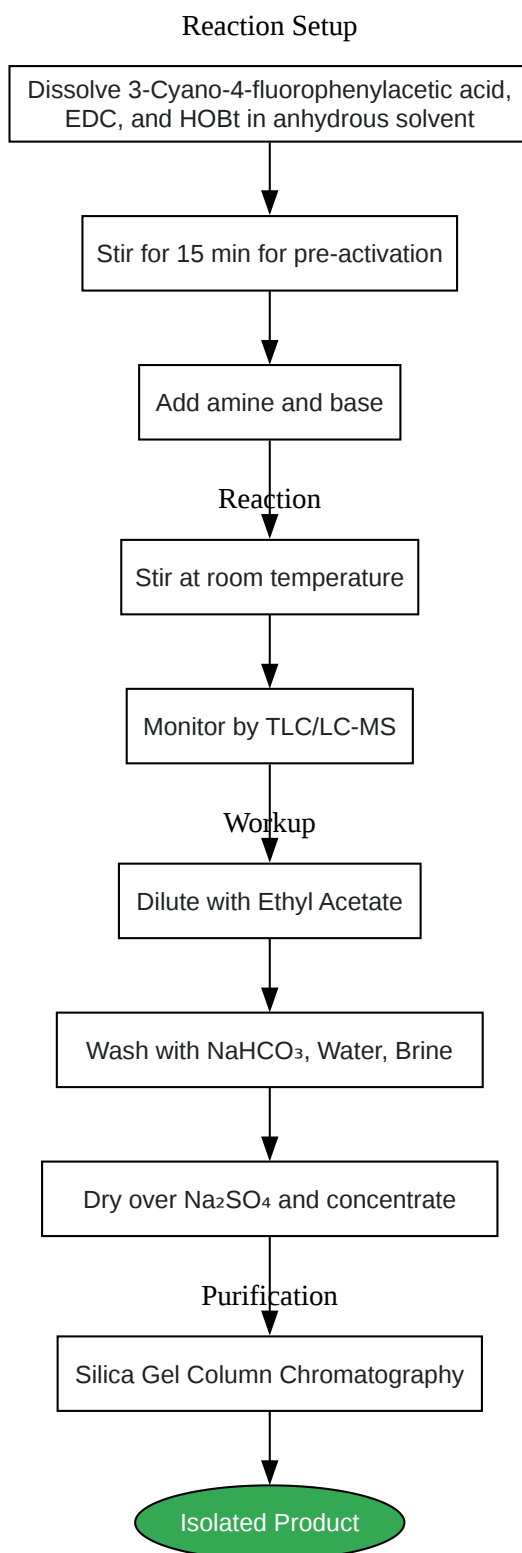 Reaction Setup
Dissolve 3-Cyano-4-fluorophenylacetic acid,
EDC, and HOBt in anhydrous solvent
Stir for 15 min for pre-activation
Add amine and base
Reaction
Stir at room temperature
Monitor by TLC/LC-MS
Workup
Dilute with Ethyl Acetate
Wash with NaHCO₃, Water, Brine
Dry over Na₂SO₄ and concentrate
Purification
Silica Gel Column Chromatography
Isolated Product